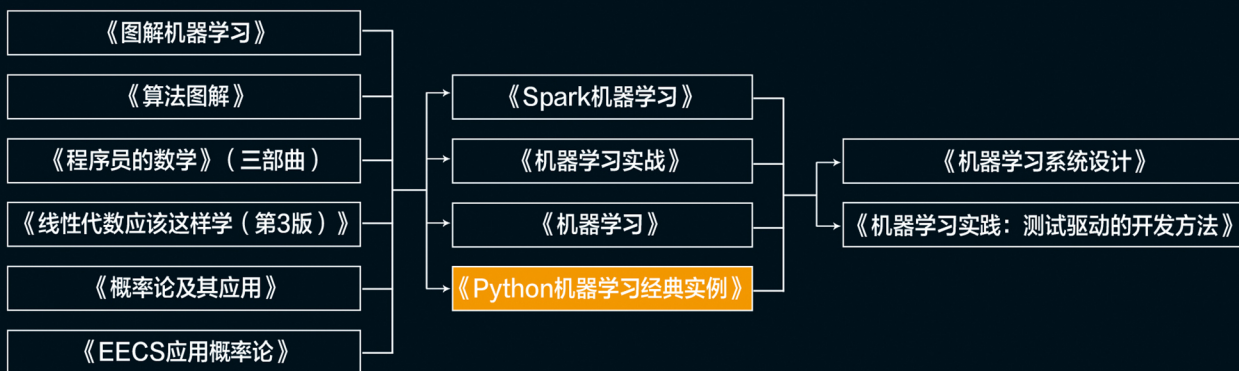 《图解机器学习》
《算法图解》
《程序员的数学》(三部曲)
《线性代数应该这样学(第3版)》
《概率论及其应用》
《EECS应用概率论》
《Spark机器学习》
《机器学习实战》
《机器学习》
《Python机器学习经典实例》
《机器学习系统设计》
《机器学习实践:测试驱动的开发方法》